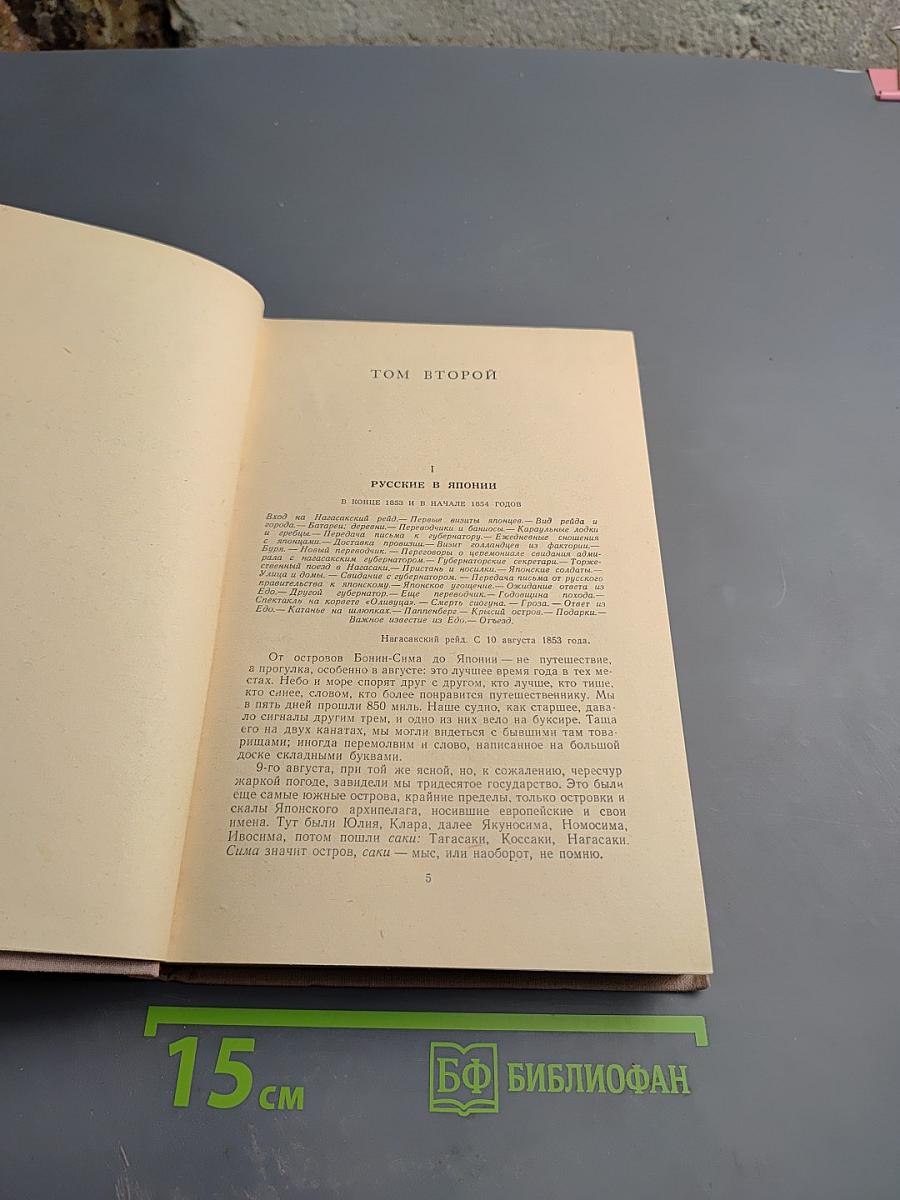 ТОМ ВТОРОЙ
I
РУССКИЕ В ЯПОНИИ
В КОНЦЕ 1853 И В НАЧАЛЕ 1854 ГОДОВ
Вход на Нагасакский рейд.— Первые визиты японцев.— Вид рейда и
города.— Батареи; деревни.— Переводчики и баниосы.— Караульные лодки
и гребцы.— Передача письма к губернатору.— Ежедневные сношения
с японцами.— Доставка провизии.— Визит голландцев из фактории.—
Буря. — Новый переводчик. — Переговоры о церемониале свидания адми-
рала с нагасакским губернатором.— Губернаторские секретари.— Торже-
ственный поезд в Нагасаки.— Пристань и носилки.— Японские солдаты.—
Улица и домы. — Свидание с губернатором. — Передача письма от русского
правительства к японскому.— Японское угощение.— Ожидание ответа из
Едо.— Другой губернатор.— Еще переводчик.— Годовщина похода.—
Спектакль на корвете «Оливуца». — Смерть сиогуна. — Гроза. — Ответ из
Едо.— Катанье на шлюпках.— Паппенберг.— Крысий остров.— Подарки.—
Важное известие из Едо.— Отъезд.
Нагасакский рейд. С 10 августа 1853 года.
От островов Бонин-Сима до Японии — не путешествие,
а прогулка, особенно в августе: это лучшее время года в тех ме-
стах. Небо и море спорят друг с другом, кто лучше, кто тише,
кто синее, словом, кто более понравится путешественнику. Мы
в пять дней прошли 850 миль. Наше судно, как старшее, дава-
ло сигналы другим трем, и одно из них вело на буксире. Таща
его на двух канатах, мы могли видеться с бывшими там това-
рищами; иногда перемолвим и слово, написанное на большой
доске складными буквами.
9-го августа, при той же ясной, но, к сожалению, чересчур
жаркой погоде, завидели мы тридесятое государство. Это были
еще самые южные острова, крайние пределы, только островки и
скалы Японского архипелага, носившие европейские и свои
имена. Тут были Юлия, Клара, далее Якуносима, Номосима,
Ивосима, потом пошли саки: Тагасаки, Коссаки, Нагасаки.
Сима значит остров, саки — мыс, или наоборот, не помню.
5
15 см
БФ БИБЛИОФАН